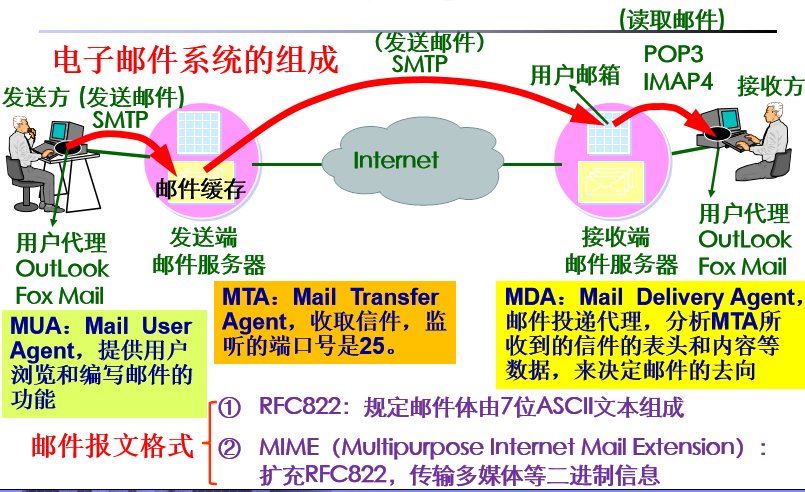 电子邮件系统的组成
(发送邮件)
SMTP
(读取邮件)
POP3
IMAP4
用户邮箱
接收方
发送方
(发送邮件)
SMTP
Internet
邮件缓存
用户代理
OutLook
Fox Mail
发送端
邮件服务器
接收端
邮件服务器
用户代理
OutLook
Fox Mail
MUA：Mail User
Agent，提供用户
浏览和编写邮件的
功能
MTA：Mail Transfer
Agent，收取信件，监
听的端口号是25。
MDA：Mail Delivery Agent，
邮件投递代理，分析MTA所
收到的信件的表头和内容等
数据，来决定邮件的去向
邮件报文格式
① RFC822：规定邮件体由7位ASCII文本组成
② MIME（Multipurpose Internet Mail Extension）：
扩充RFC822，传输多媒体等二进制信息